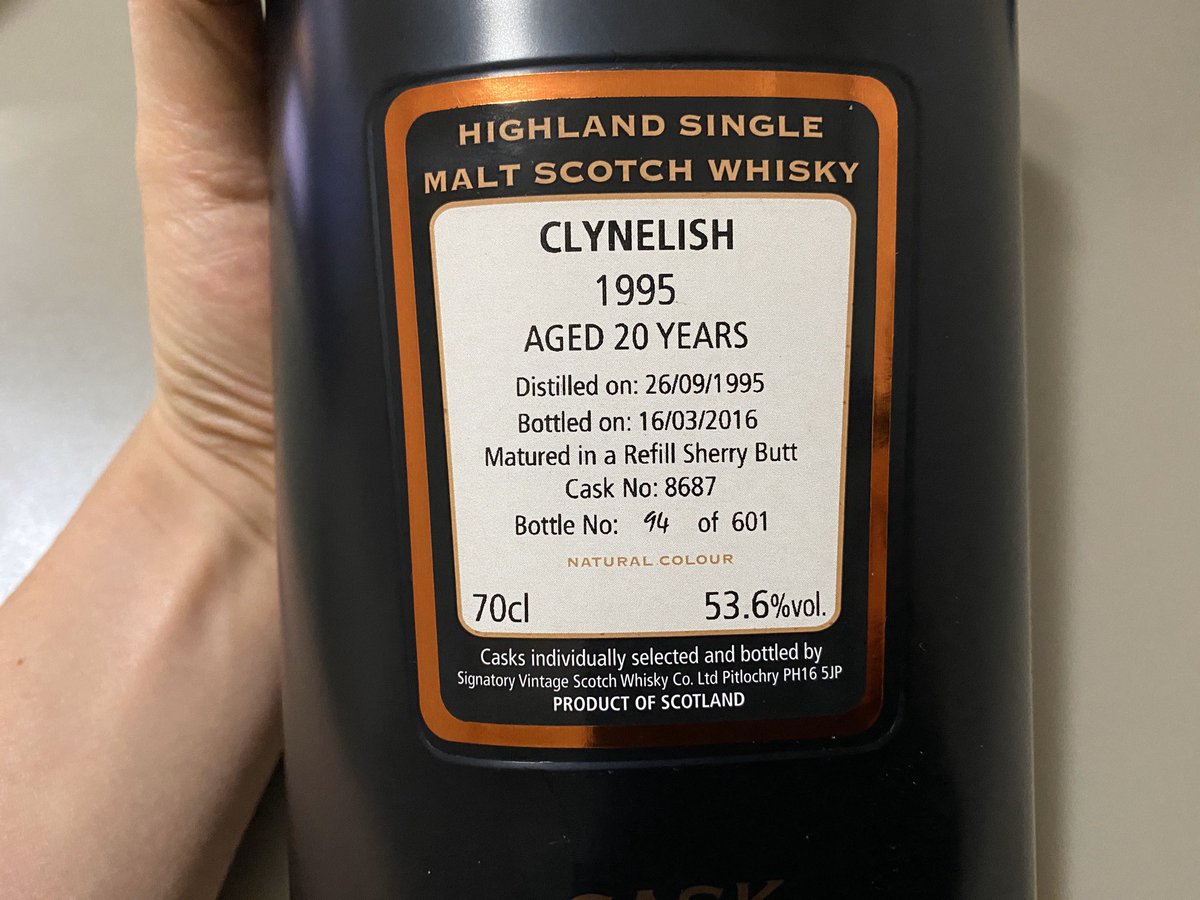 HIGHLAND SINGLE
MALT SCOTCH WHISKY
CLYNELISH
1995
AGED 20 YEARS
Distilled on: 26/09/1995
Bottled on: 16/03/2016
Matured in a Refill Sherry Butt
Cask No: 8687
Bottle No: 94 of 601
NATURAL COLOUR
70cl 53.6%vol.
Casks individually selected and bottled by
Signatory Vintage Scotch Whisky Co. Ltd Pitlochry PH16 5JP
PRODUCT OF SCOTLAND
CASK